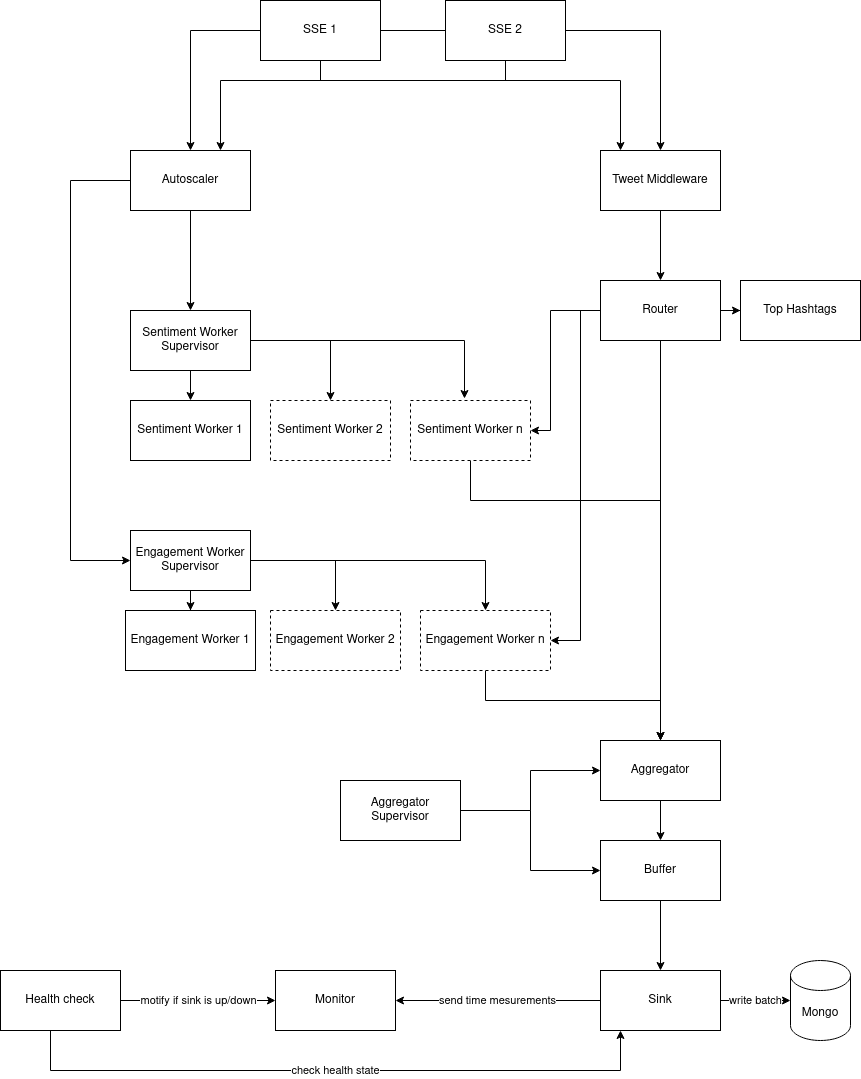 SSE 1
SSE 2
Autoscaler
Tweet Middleware
Router
Top Hashtags
Sentiment Worker
Supervisor
Sentiment Worker 1
Sentiment Worker 2
Sentiment Worker n
Engagement Worker
Supervisor
Engagement Worker 1
Engagement Worker 2
Engagement Worker n
Aggregator
Aggregator
Supervisor
Buffer
Health check
motify if sink is up/down
Monitor
send time mesurements
Sink
write batch
Mongo
check health state